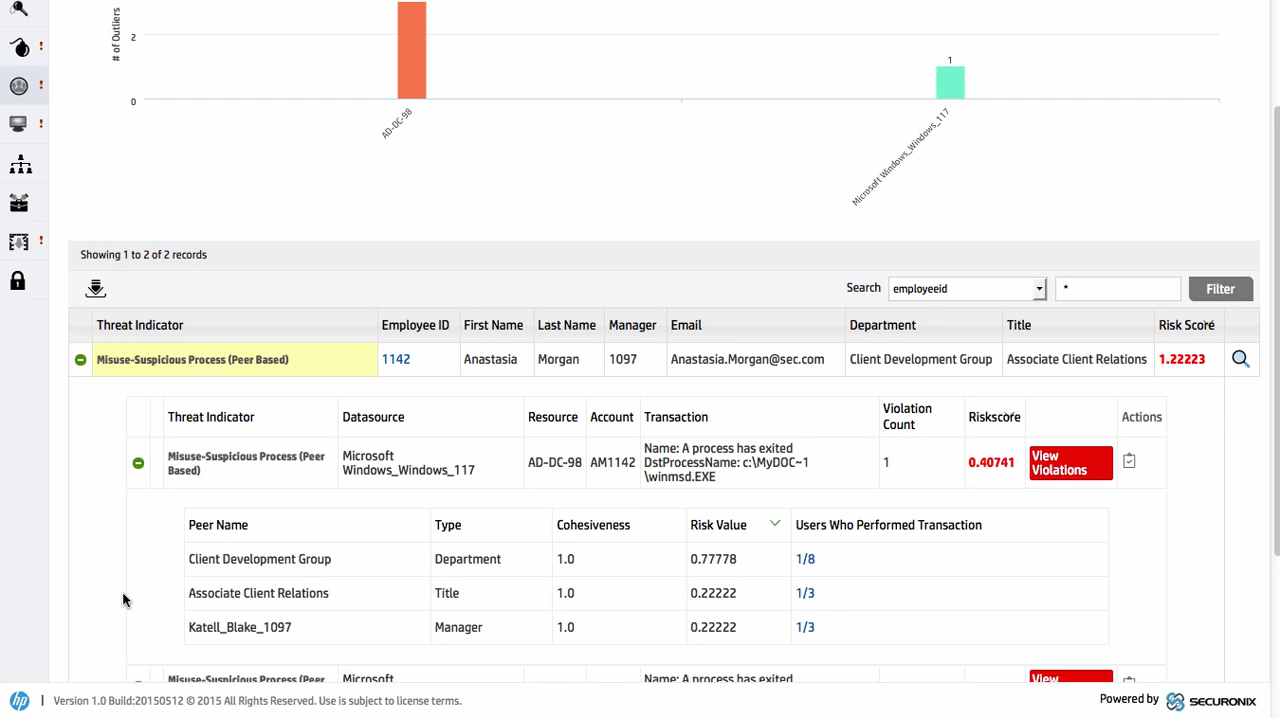 # of Outliers
2
0
1
AD-DC-98
Microsoft Windows_Windows_117
Showing 1 to 2 of 2 records
Search employeeid * Filter
Threat Indicator Employee ID First Name Last Name Manager Email Department Title Risk Score
Misuse-Suspicious Process (Peer Based) 1142 Anastasia Morgan 1097 Anastasia.Morgan@sec.com Client Development Group Associate Client Relations 1.22223
Threat Indicator Datasource Resource Account Transaction Violation Count Riskscore Actions
Misuse-Suspicious Process (Peer Based) Microsoft Windows_Windows_117 AD-DC-98 AM1142 Name: A process has exited DstProcessName: c:\MyDOC~1 \winmsd.EXE 1 0.40741 View Violations
Peer Name Type Cohesiveness Risk Value Users Who Performed Transaction
Client Development Group Department 1.0 0.77778 1/8
Associate Client Relations Title 1.0 0.22222 1/3
Katell_Blake_1097 Manager 1.0 0.22222 1/3
Misuse-Suspicious Process (Peer Microsoft Name: A process has exited View
hp | Version 1.0 Build:20150512 © 2015 All Rights Reserved. Use is subject to license terms. Powered by SECURONIX